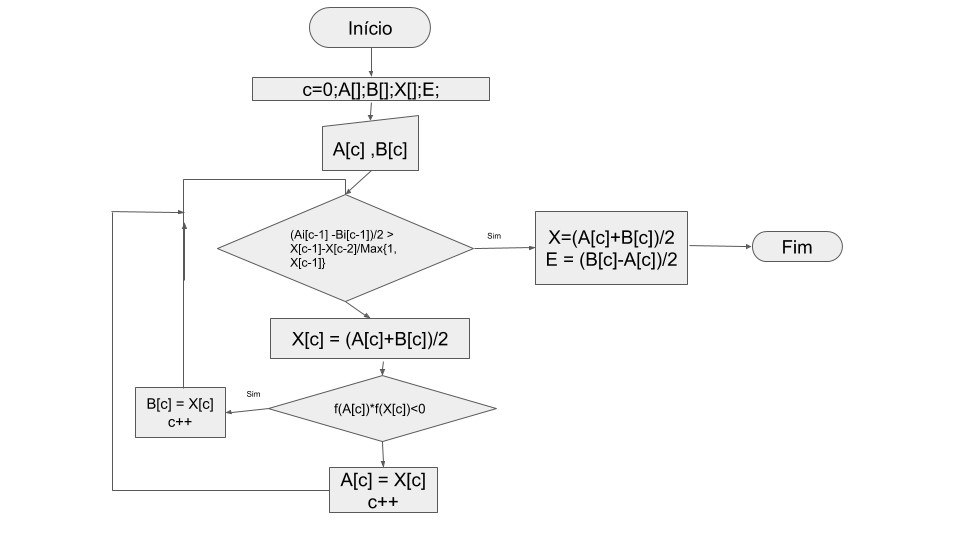 Início
c=0;A[];B[];X[];E;
A[c] ,B[c]
(Ai[c-1] -Bi[c-1])/2 >
X[c-1]-X[c-2]/Max{1,
X[c-1]}
Sim
X=(A[c]+B[c])/2
E = (B[c]-A[c])/2
Fim
X[c] = (A[c]+B[c])/2
f(A[c])*f(X[c])<0
Sim
B[c] = X[c]
c++
A[c] = X[c]
c++